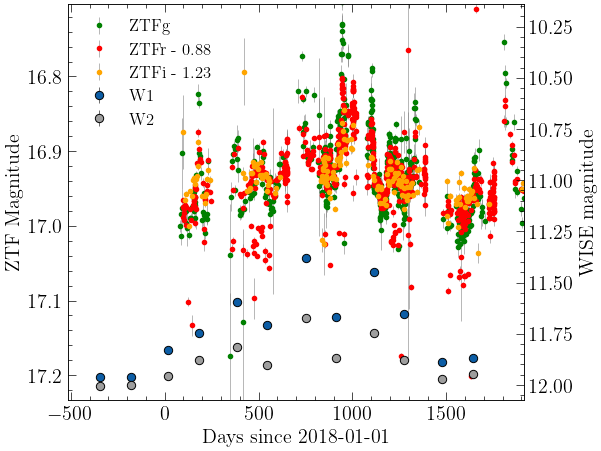 ZTFg
ZTFr - 0.88
ZTFi - 1.23
W1
W2
16.8
16.9
17.0
17.1
17.2
ZTF Magnitude
10.25
10.50
10.75
11.00
11.25
11.50
11.75
12.00
WISE magnitude
−500 0 500 1000 1500
Days since 2018-01-01